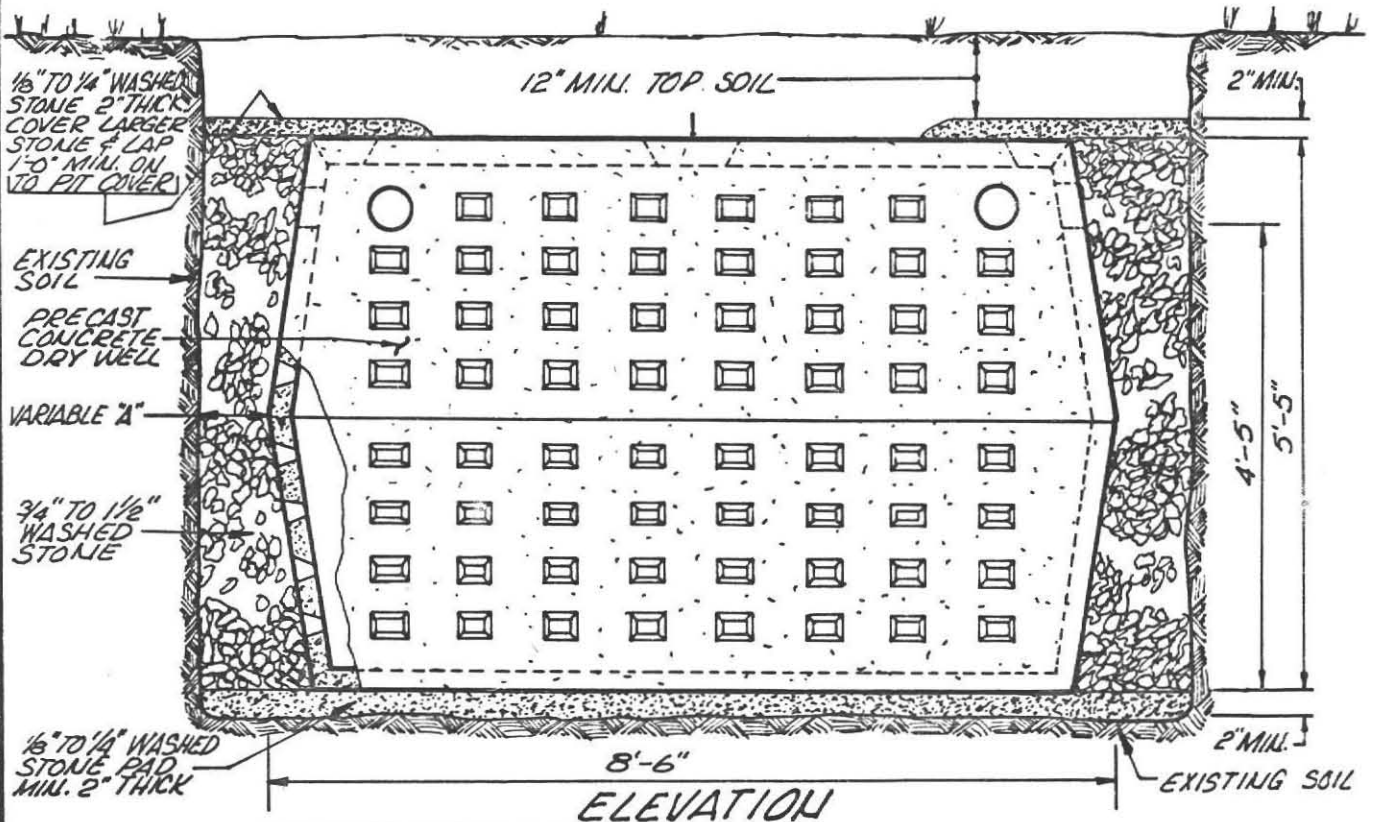 1/8" TO 1/4" WASHED
STONE 2" THICK
COVER LARGER
STONE & LAP
1'-0" MIN. ON
TO PIT COVER
12" MIN. TOP SOIL
2" MIN.
EXISTING
SOIL
PRECAST
CONCRETE
DRY WELL
VARIABLE "A"
3/4" TO 1 1/2"
WASHED
STONE
4'-5"
5'-5"
1/8" TO 1/4" WASHED
STONE PAD
MIN. 2" THICK
8'-6"
2" MIN.
EXISTING SOIL
ELEVATION